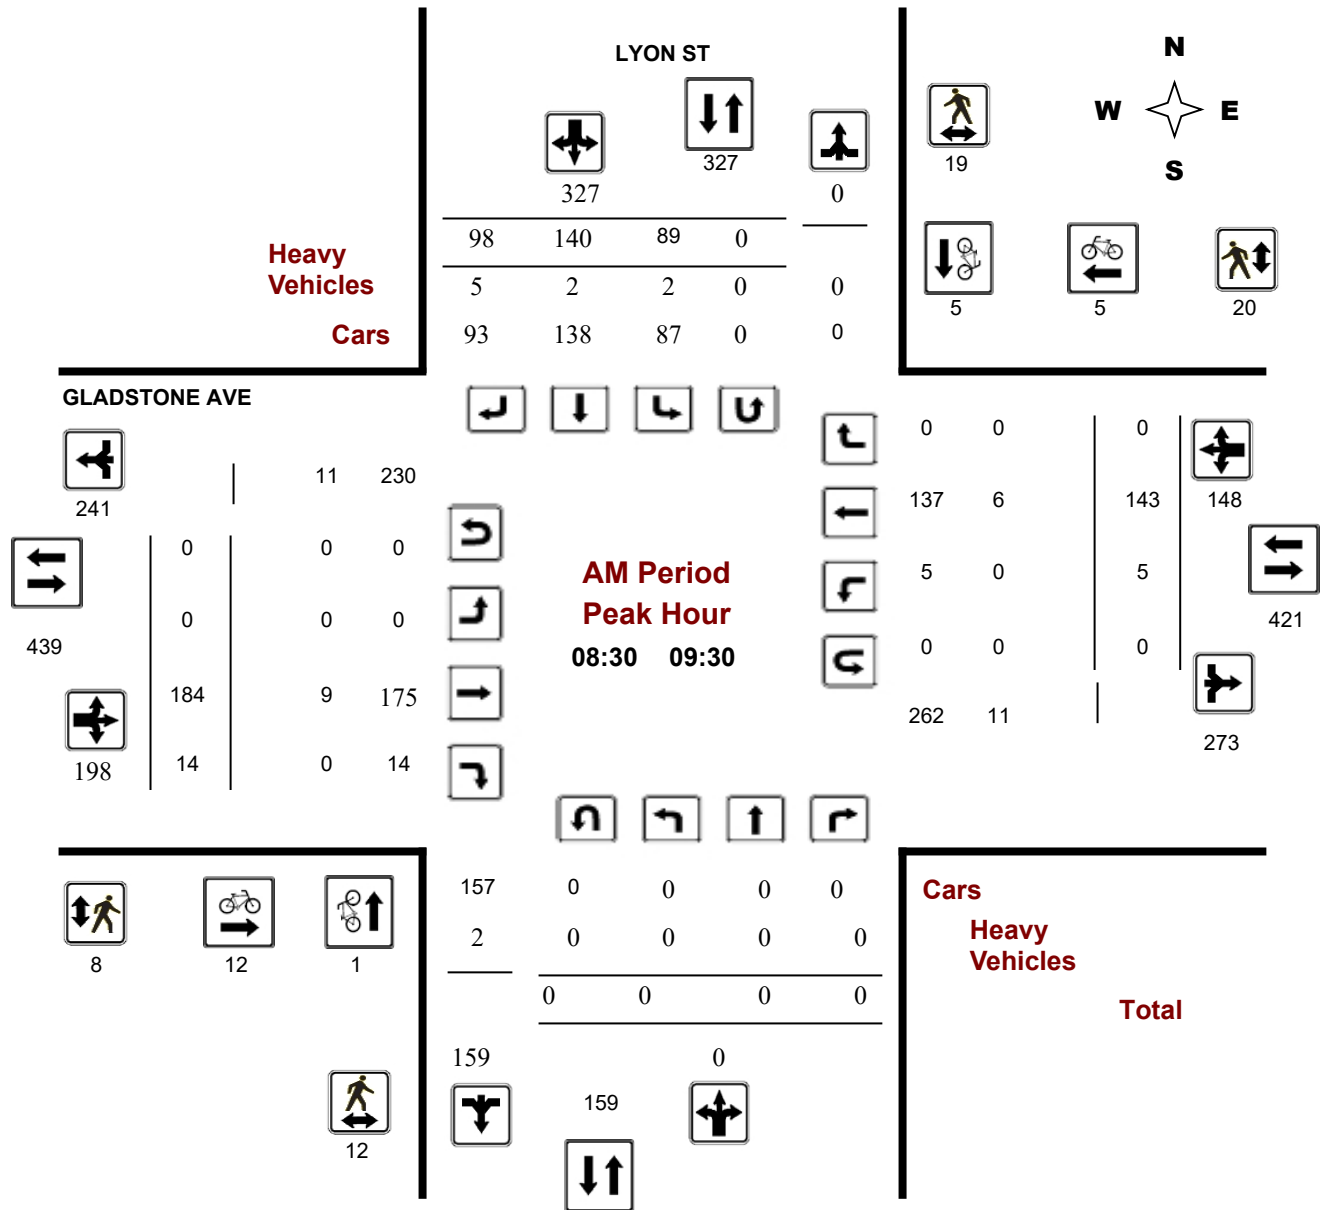 LYON ST
N
W E
S
327
19
327 0
98 140 89 0
Heavy
Vehicles
5 2 2 0 0
5 5 20
Cars
93 138 87 0 0
GLADSTONE AVE
0 0 0
11 230
241
137 6 143 148
0 0 0
AM Period
Peak Hour
08:30 09:30
5 0 5
421
0 0 0
439
0 0 0
184 9 175
262 11
273
198 14 0 14
157 0 0 0 0
Cars
2 0 0 0 0
Heavy
Vehicles
8 12 1
0 0 0 0
Total
159 0
159
12